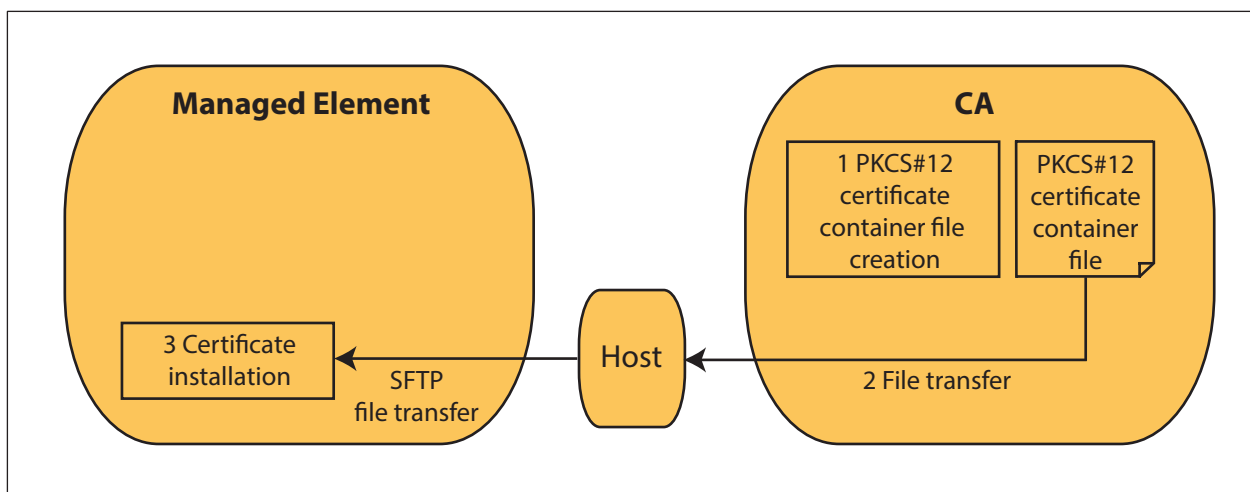 Managed Element
3 Certificate
installation
SFTP
file transfer
Host
CA
1 PKCS#12
certificate
container file
creation
PKCS#12
certificate
container
file
2 File transfer